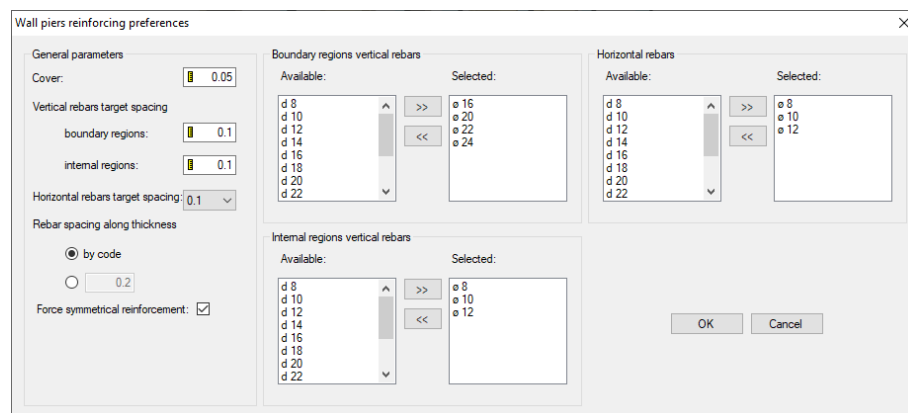 Wall piers reinforcing preferences
General parameters
Cover: 0.05
Vertical rebars target spacing
boundary regions: 0.1
internal regions: 0.1
Horizontal rebars target spacing: 0.1
Rebar spacing along thickness
by code
0.2
Force symmetrical reinforcement:
Boundary regions vertical rebars
Available:
d 8
d 10
d 12
d 14
d 16
d 18
d 20
d 22
>>
<<
Selected:
ø 16
ø 20
ø 22
ø 24
Internal regions vertical rebars
Available:
d 8
d 10
d 12
d 14
d 16
d 18
d 20
d 22
>>
<<
Selected:
ø 8
ø 10
ø 12
Horizontal rebars
Available:
d 8
d 10
d 12
d 14
d 16
d 18
d 20
d 22
>>
<<
Selected:
ø 8
ø 10
ø 12
OK
Cancel